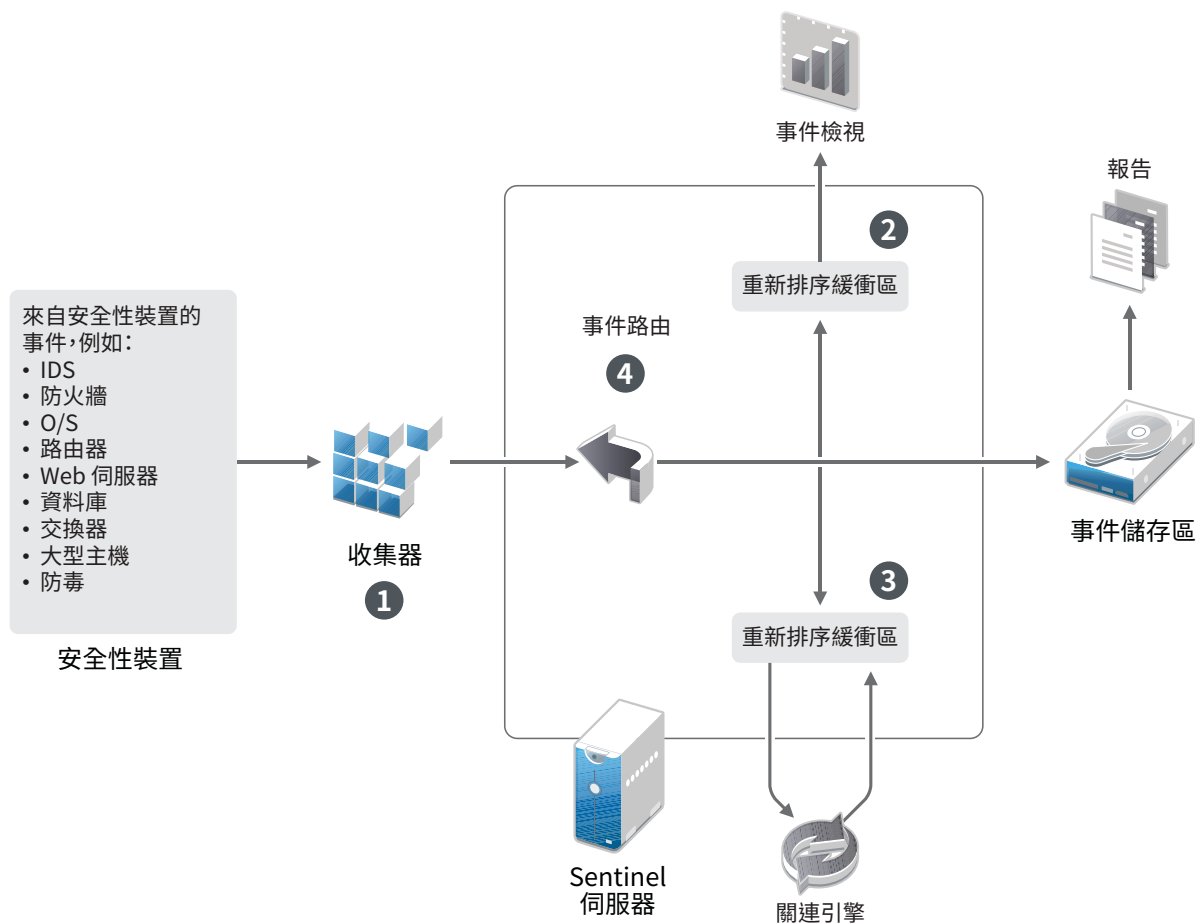 事件檢視
報告
2
重新排序緩衝區
事件路由
4
來自安全性裝置的
事件,例如:
• IDS
• 防火牆
• O/S
• 路由器
• Web 伺服器
• 資料庫
• 交換器
• 大型主機
• 防毒
安全性裝置
收集器
1
事件儲存區
3
重新排序緩衝區
Sentinel
伺服器
關連引擎